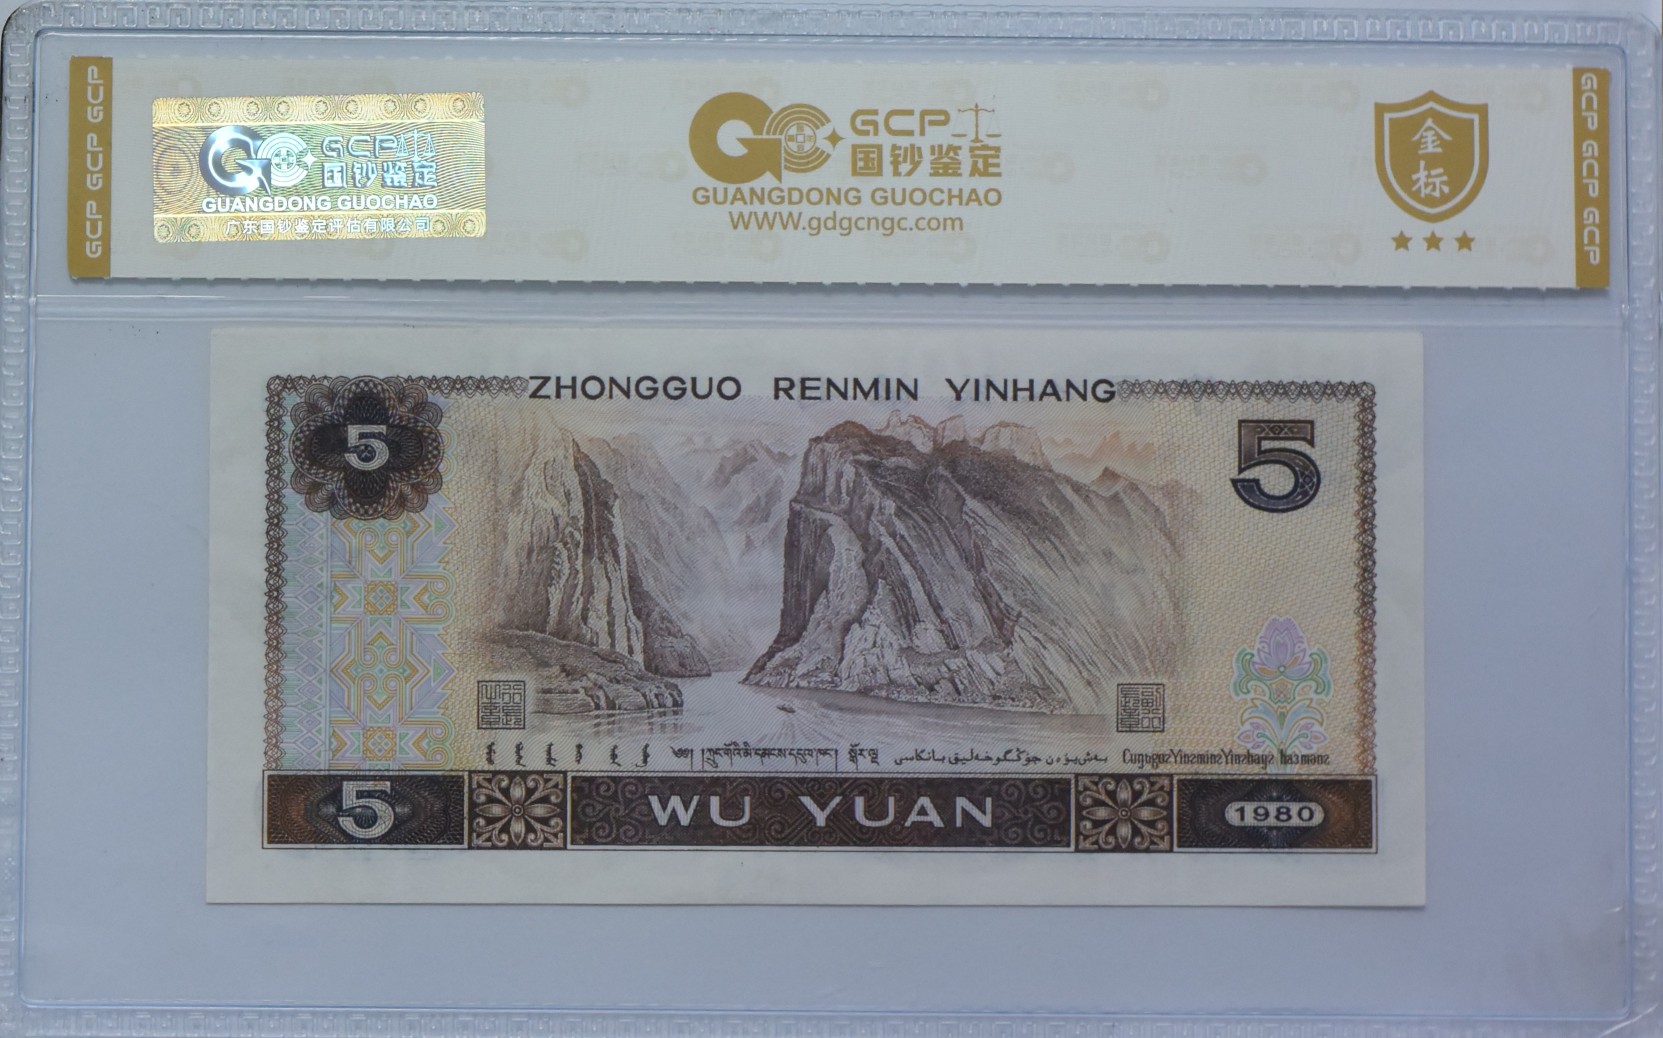 GCP GCP GCP
GCP
国钞鉴定
GUANGDONG GUOCHAO
广东国钞鉴定评估有限公司
GCP
国钞鉴定
GUANGDONG GUOCHAO
WWW.gdgcngc.com
金标
GCP GCP GCP
ZHONGGUO RENMIN YINHANG
5
5
5
WU YUAN
1980